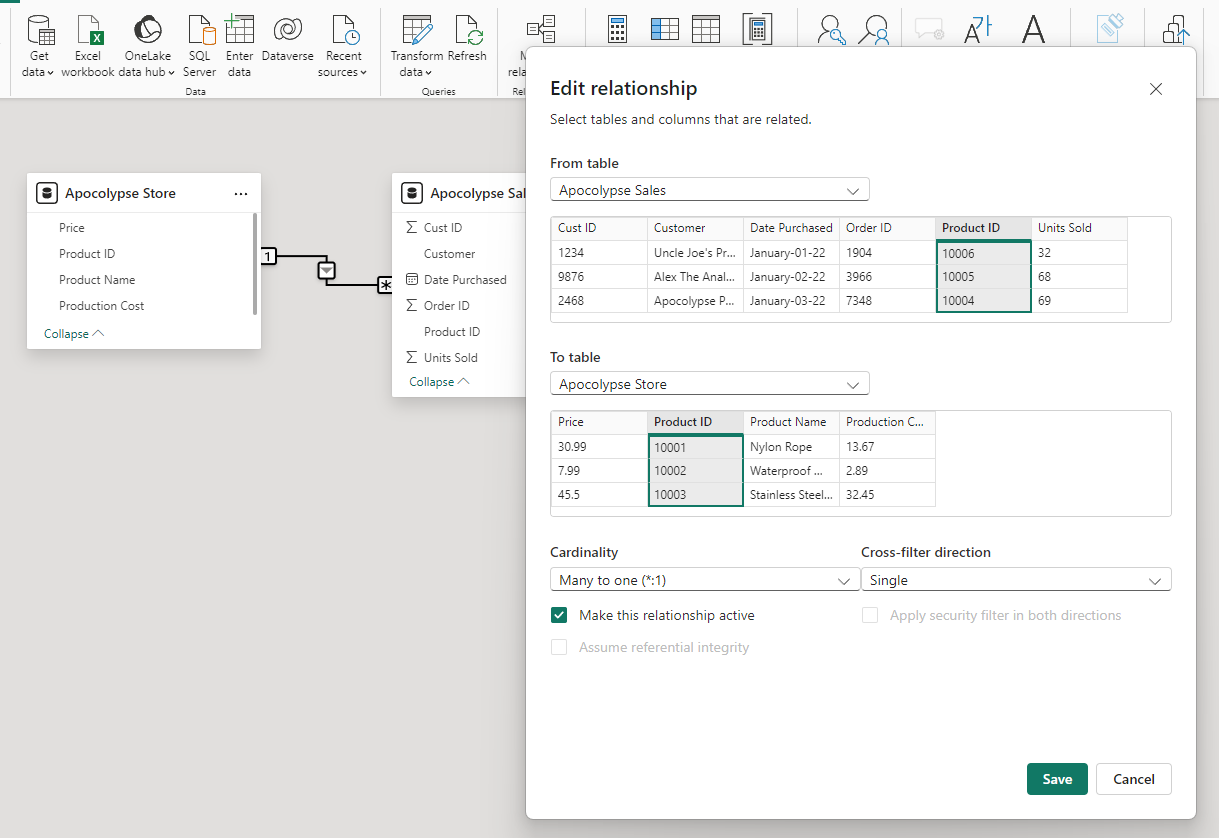 Get data
Excel workbook
OneLake data hub
SQL Server
Enter data
Dataverse
Recent sources
Transform data
Refresh
Data
Queries
Apocolypse Store
...
Price
Product ID
Product Name
Production Cost
Collapse
1
*
Apocolypse Sal
Cust ID
Customer
Date Purchased
Order ID
Product ID
Units Sold
Collapse
Edit relationship
Select tables and columns that are related.
From table
Apocolypse Sales
Cust ID Customer Date Purchased Order ID Product ID Units Sold
1234 Uncle Joe's Pr... January-01-22 1904 10006 32
9876 Alex The Anal... January-02-22 3966 10005 68
2468 Apocolypse P... January-03-22 7348 10004 69
To table
Apocolypse Store
Price Product ID Product Name Production C...
30.99 10001 Nylon Rope 13.67
7.99 10002 Waterproof ... 2.89
45.5 10003 Stainless Steel... 32.45
Cardinality
Many to one (*:1)
Cross-filter direction
Single
Make this relationship active
Apply security filter in both directions
Assume referential integrity
Save
Cancel